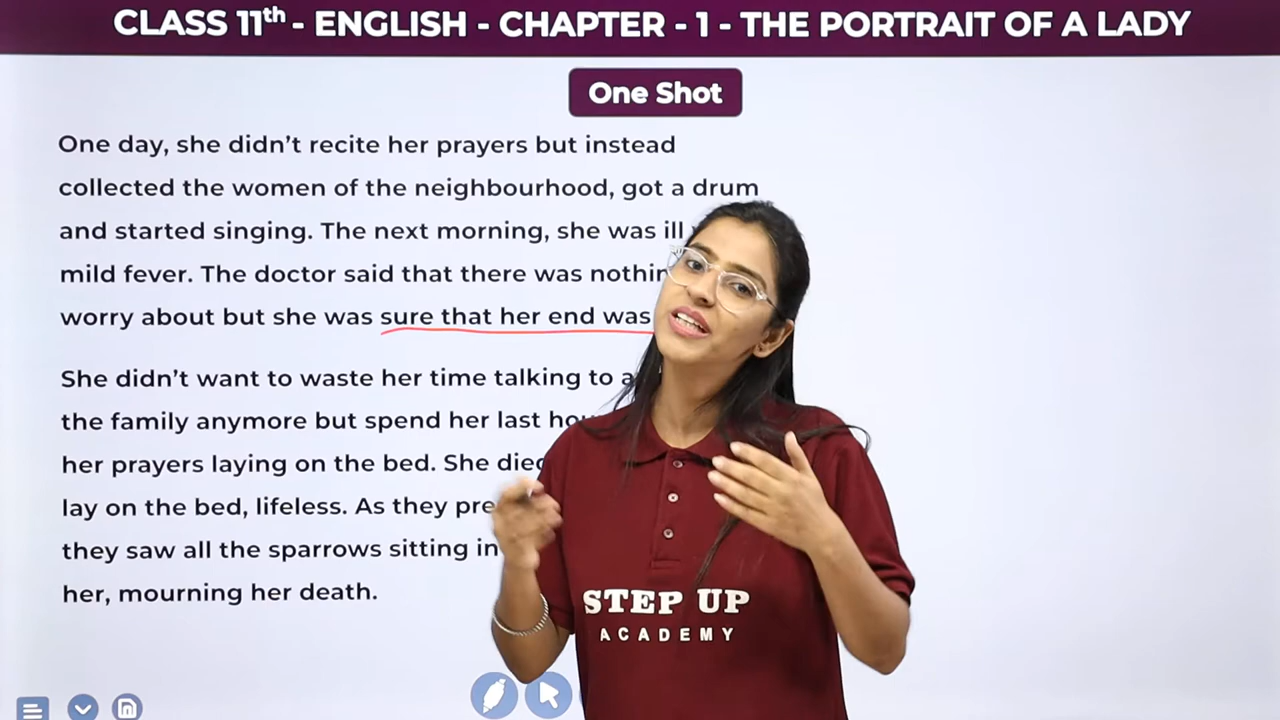 CLASS 11th - ENGLISH - CHAPTER - 1 - THE PORTRAIT OF A LADY
One Shot
One day, she didn't recite her prayers but instead
collected the women of the neighbourhood, got a drum
and started singing. The next morning, she was ill
mild fever. The doctor said that there was
worry about but she was sure that her end was
She didn't want to waste her time talking to
the family anymore but spend her last
her prayers laying on the bed. She died
lay on the bed, lifeless. As they
they saw all the sparrows sitting in
her, mourning her death.
STEP UP
ACADEMY